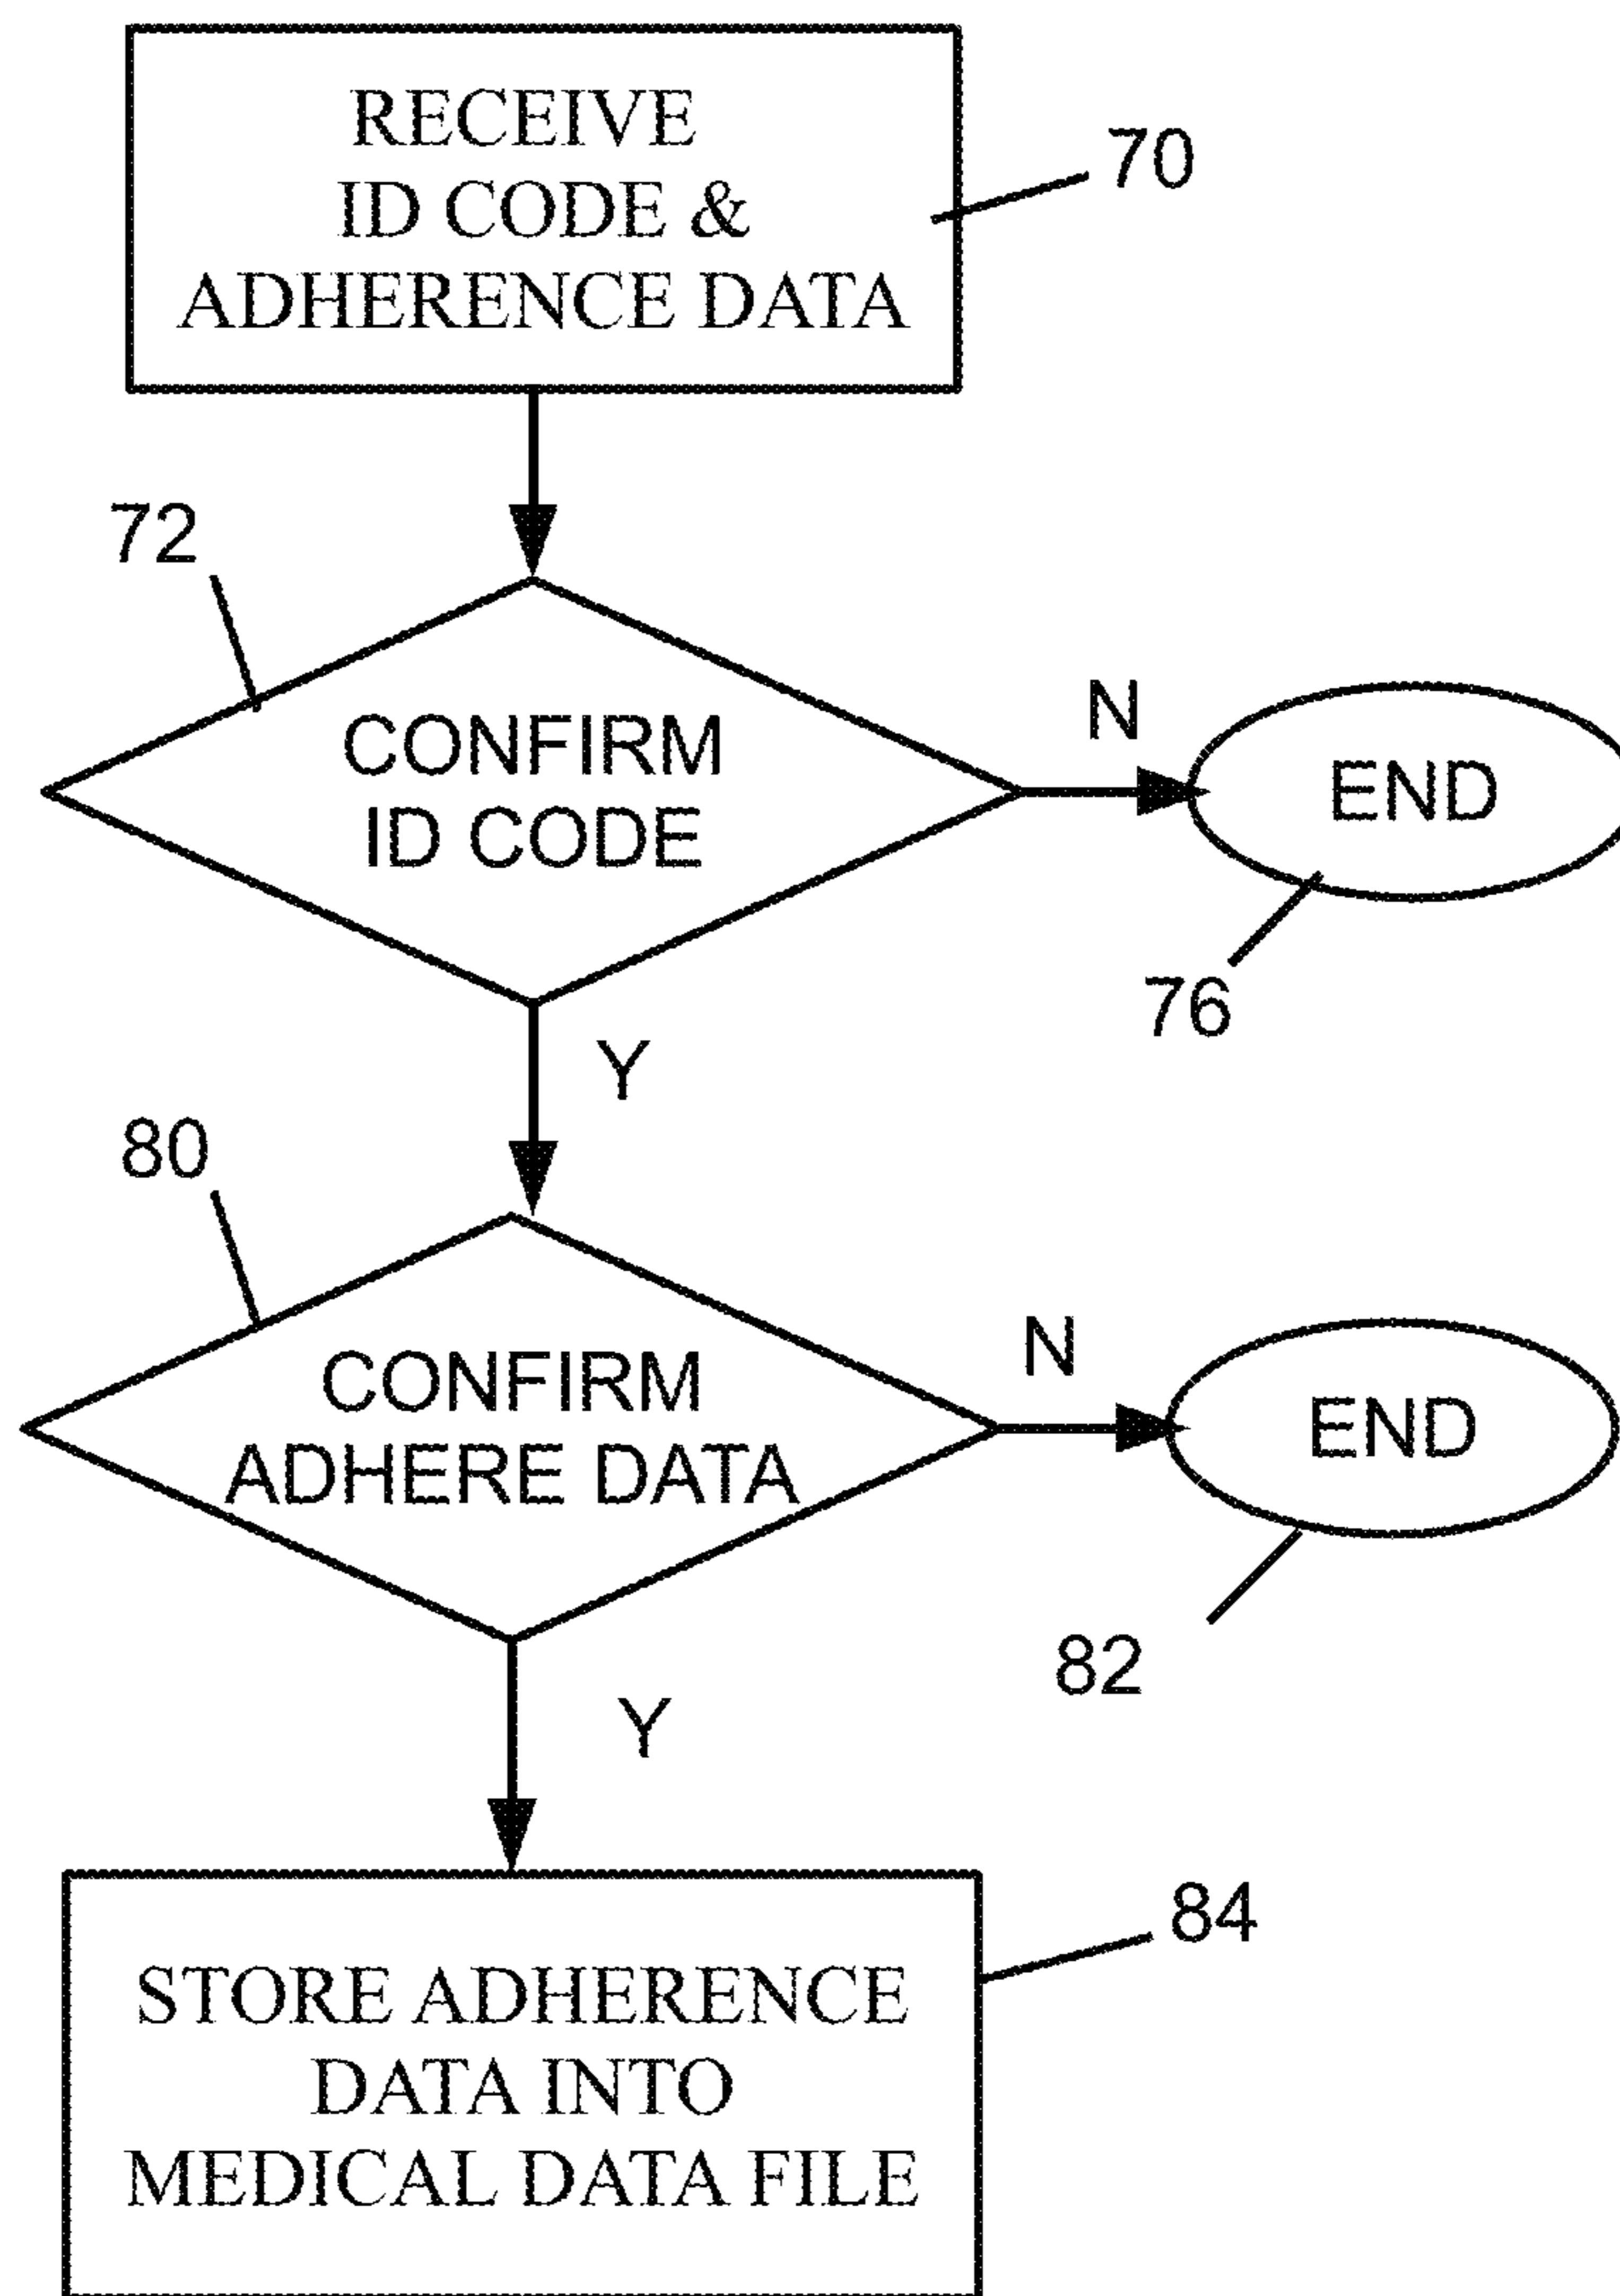 RECEIVE
ID CODE &
ADHERENCE DATA
70
72
CONFIRM
ID CODE
N
END
76
Y
80
CONFIRM
ADHERE DATA
N
END
82
Y
84
STORE ADHERENCE
DATA INTO
MEDICAL DATA FILE